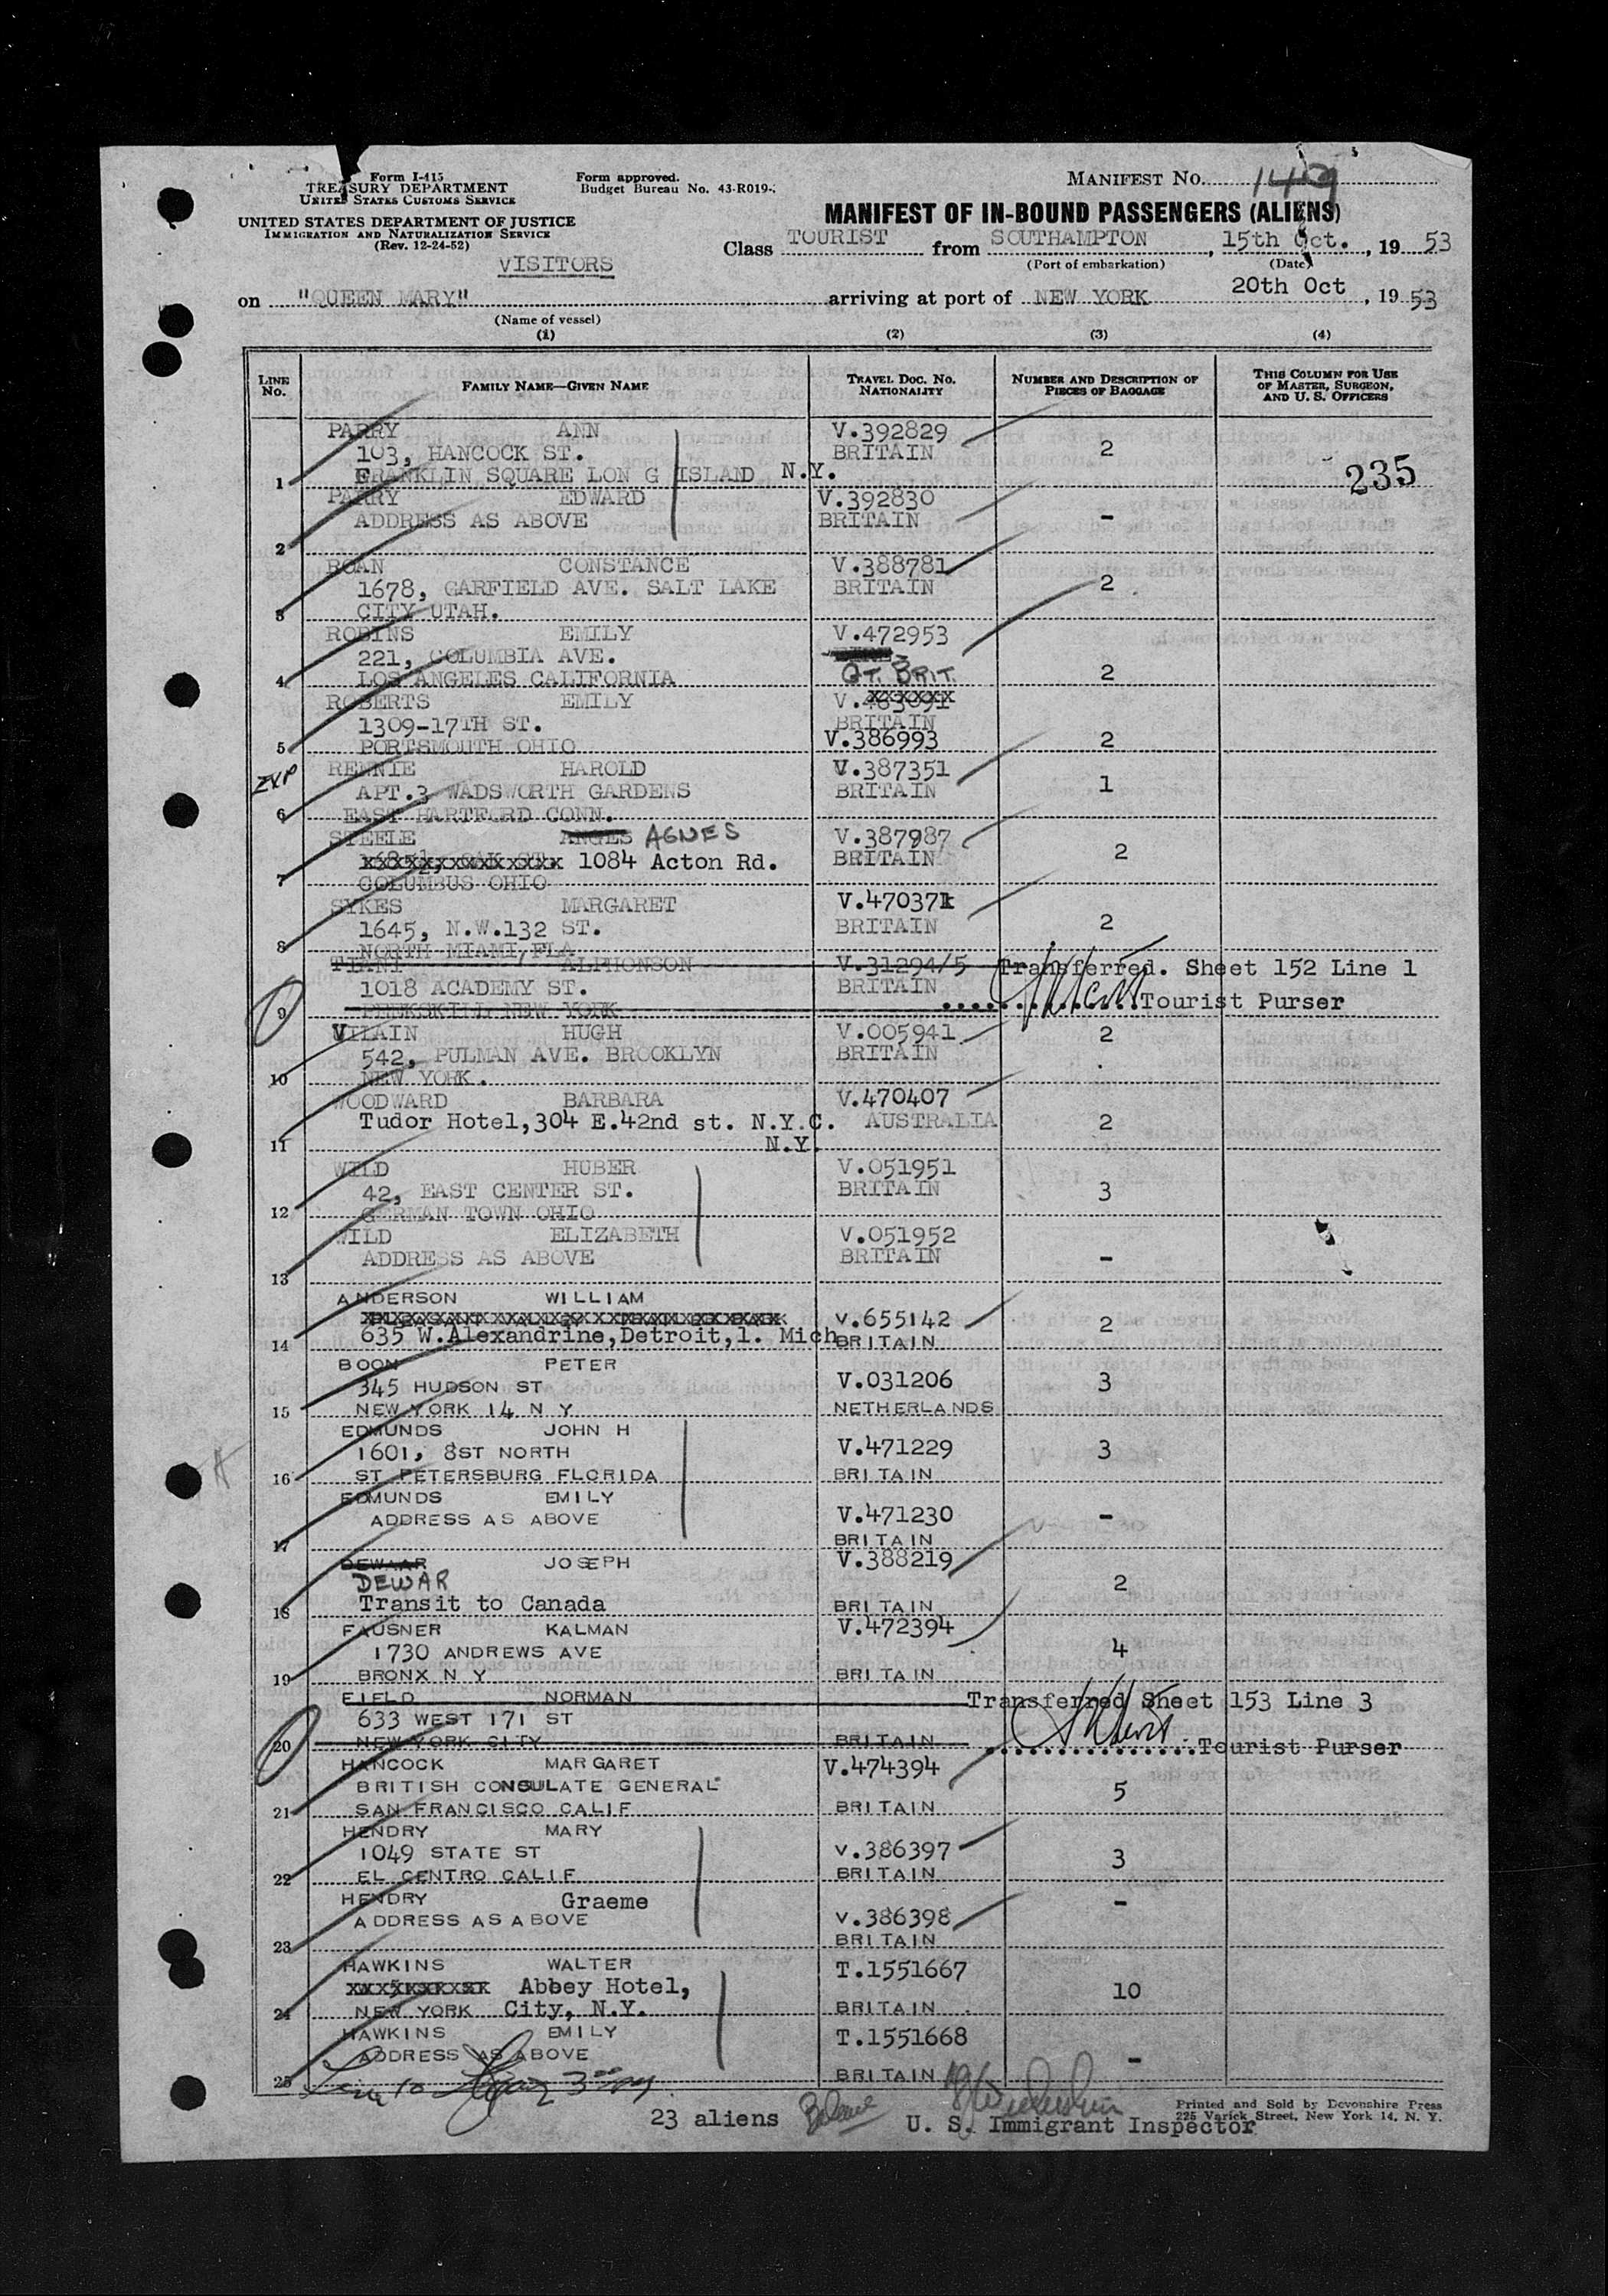 Form I-415
TREASURY DEPARTMENT
UNITED STATES CUSTOMS SERVICE
UNITED STATES DEPARTMENT OF JUSTICE
IMMIGRATION AND NATURALIZATION SERVICE
(Rev. 12-24-52)
VISITORS
Form approved.
Budget Bureau No. 43-R019-
MANIFEST NO. 149
MANIFEST OF IN-BOUND PASSENGERS (ALIENS)
Class TOURIST from SOUTHAMPTON, 15th Oct., 19 53
(Port of embarkation) (Date)
on "QUEEN MARY" arriving at port of NEW YORK 20th Oct, 19 53
(Name of vessel)
(1) (2) (3) (4)
LINE NO. FAMILY NAME—GIVEN NAME TRAVEL DOC. NO. NATIONALITY NUMBER AND DESCRIPTION OF PIECES OF BAGGAGE THIS COLUMN FOR USE OF MASTER, SURGEON, AND U. S. OFFICERS
PARRY ANN V.392829
103, HANCOCK ST. BRITAIN 2
1 FRANKLIN SQUARE LON G ISLAND N.Y. 235
PARRY EDWARD V.392830
ADDRESS AS ABOVE BRITAIN -
2
ROAN CONSTANCE V.388781
1678, GARFIELD AVE. SALT LAKE BRITAIN 2
3 CITY UTAH.
ROBINS EMILY V.472953
221, COLUMBIA AVE.
4 LOS ANGELES CALIFORNIA GT. BRIT. 2
ROBERTS EMILY V.
1309-17TH ST. BRITAIN
5 PORTSMOUTH OHIO V.386993 2
RENNIE HAROLD V.387351
APT.3 WADSWORTH GARDENS BRITAIN 1
6 EAST HARTFORD CONN.
STEELE ANGES AGNES V.387987
1084 Acton Rd. BRITAIN 2
7 COLUMBUS OHIO
SYKES MARGARET V.47037
1645, N.W.132 ST. BRITAIN 2
8 NORTH MIAMI, FLA
TIANT ALPHONSON V.31294/5 Transferred. Sheet 152 Line 1
1018 ACADEMY ST. BRITAIN
9 PEEKSKILL NEW YORK Tourist Purser
VILAIN HUGH V.005941 2
542, PULMAN AVE. BROOKLYN BRITAIN
10 NEW YORK.
WOODWARD BARBARA V.470407
Tudor Hotel,304 E.42nd st. N.Y.C. AUSTRALIA 2
11 N.Y.
WILD HUBER V.051951
42, EAST CENTER ST. BRITAIN 3
12 GERMAN TOWN OHIO
WILD ELIZABETH V.051952
ADDRESS AS ABOVE BRITAIN -
13
ANDERSON WILLIAM
V.655142 2
14 635 W.Alexandrine,Detroit,1. Mich BRITAIN
BOON PETER
345 HUDSON ST V.031206 3
15 NEW YORK 14 N Y NETHERLANDS
EDMUNDS JOHN H
1601, 8ST NORTH V.471229 3
16 ST PETERSBURG FLORIDA BRITAIN
EDMUNDS EMILY
ADDRESS AS ABOVE V.471230 -
17 BRITAIN
DEWAAR JOSEPH V.388219
DEWAR 2
18 Transit to Canada BRITAIN
FAUSNER KALMAN V.472394
1730 ANDREWS AVE 4
19 BRONX N Y BRITAIN
FIELD NORMAN Transferred Sheet 153 Line 3
633 WEST 171 ST
20 NEW YORK CITY BRITAIN Tourist Purser
HANCOCK MARGARET V.474394
BRITISH CONSULATE GENERAL 5
21 SAN FRANCISCO CALIF BRITAIN
HENDRY MARY
1049 STATE ST V.386397 3
22 EL CENTRO CALIF BRITAIN
HENDRY Graeme -
ADDRESS AS ABOVE V.386398
23 BRITAIN
HAWKINS WALTER T.1551667
Abbey Hotel, 10
24 NEW YORK City, N.Y. BRITAIN
HAWKINS EMILY T.1551668
ADDRESS AS ABOVE -
25 BRITAIN
23 aliens U. S. Immigrant Inspector
Printed and Sold by Devonshire Press
225 Varick Street, New York 14, N. Y.